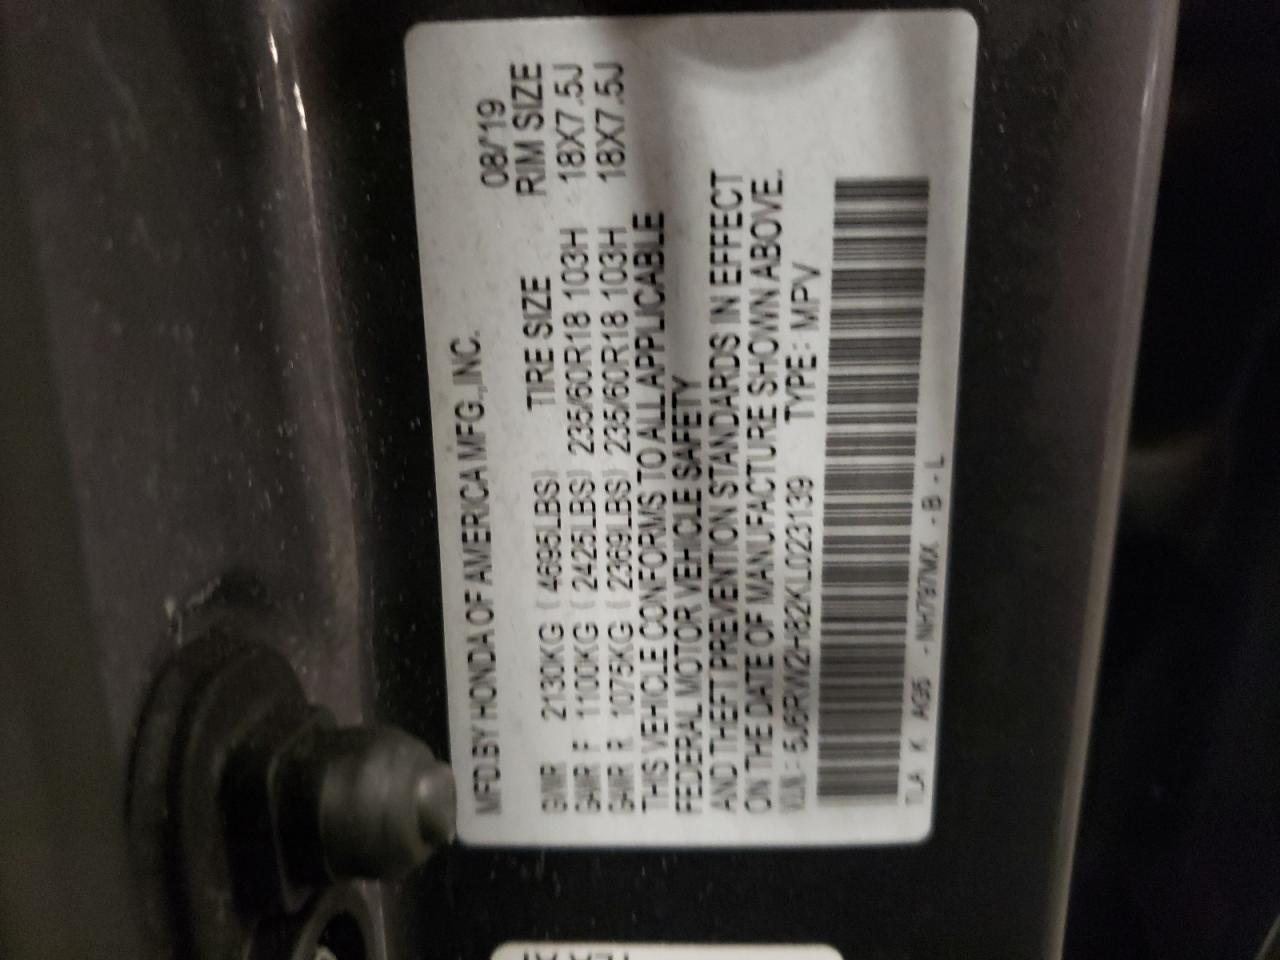 MFD.BY HONDA OF AMERICA MFG.,INC.
08/'19
TIRE SIZE RIM SIZE
GVWR 2130KG ( 4695LBS)
GAWR F 1100KG ( 2425LBS) 235/60R18 103H 18X7.5J
GAWR R 1075KG ( 2369LBS) 235/60R18 103H 18X7.5J
THIS VEHICLE CONFORMS TO ALL APPLICABLE
FEDERAL MOTOR VEHICLE SAFETY
AND THEFT PREVENTION STANDARDS IN EFFECT
ON THE DATE OF MANUFACTURE SHOWN ABOVE.
V.I.N.: 5J6RW2H82KL023139 TYPE: MPV
TLA K AG95 -NH797MX -B-L